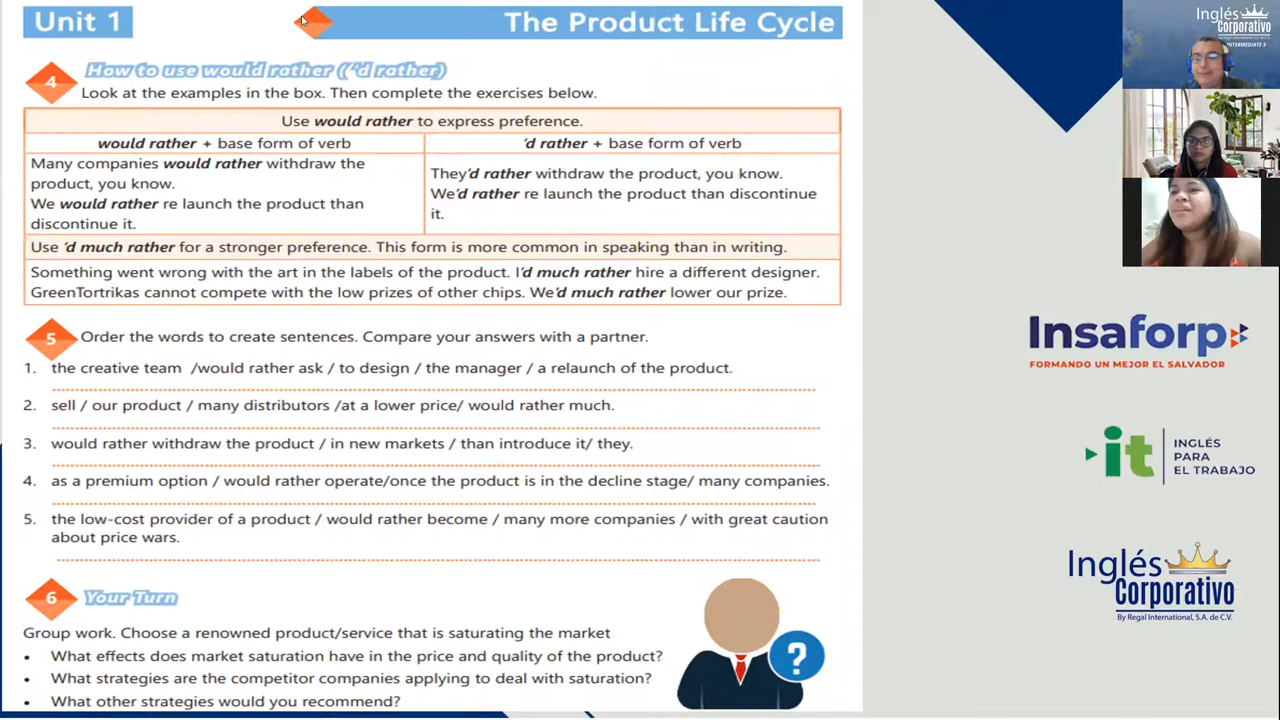 Unit 1
The Product Life Cycle
4
How to use would rather (('d rather)
Look at the examples in the box. Then complete the exercises below.
Use would rather to express preference.
would rather + base form of verb
'd rather + base form of verb
Many companies would rather withdraw the
product, you know.
We would rather re launch the product than
discontinue it.
They'd rather withdraw the product, you know.
We'd rather re launch the product than discontinue
it.
Use 'd much rather for a stronger preference. This form is more common in speaking than in writing.
Something went wrong with the art in the labels of the product. I'd much rather hire a different designer.
GreenTortrikas cannot compete with the low prizes of other chips. We'd much rather lower our prize.
5
Order the words to create sentences. Compare your answers with a partner.
1. the creative team /would rather ask / to design / the manager / a relaunch of the product.
2. sell / our product / many distributors /at a lower price/ would rather much.
3. would rather withdraw the product / in new markets / than introduce it/ they.
4. as a premium option / would rather operate/once the product is in the decline stage/ many companies.
5. the low-cost provider of a product / would rather become / many more companies / with great caution
about price wars.
6
Your Turn
Group work. Choose a renowned product/service that is saturating the market
• What effects does market saturation have in the price and quality of the product?
• What strategies are the competitor companies applying to deal with saturation?
• What other strategies would you recommend?
?
Inglés
Corporativo
By Regal International, S.A. de C.V.
INTERMEDIATE 3
Insaforp
FORMANDO UN MEJOR EL SALVADOR
it
INGLÉS
PARA
EL TRABAJO
Inglés
Corporativo
By Regal International, S.A. de C.V.